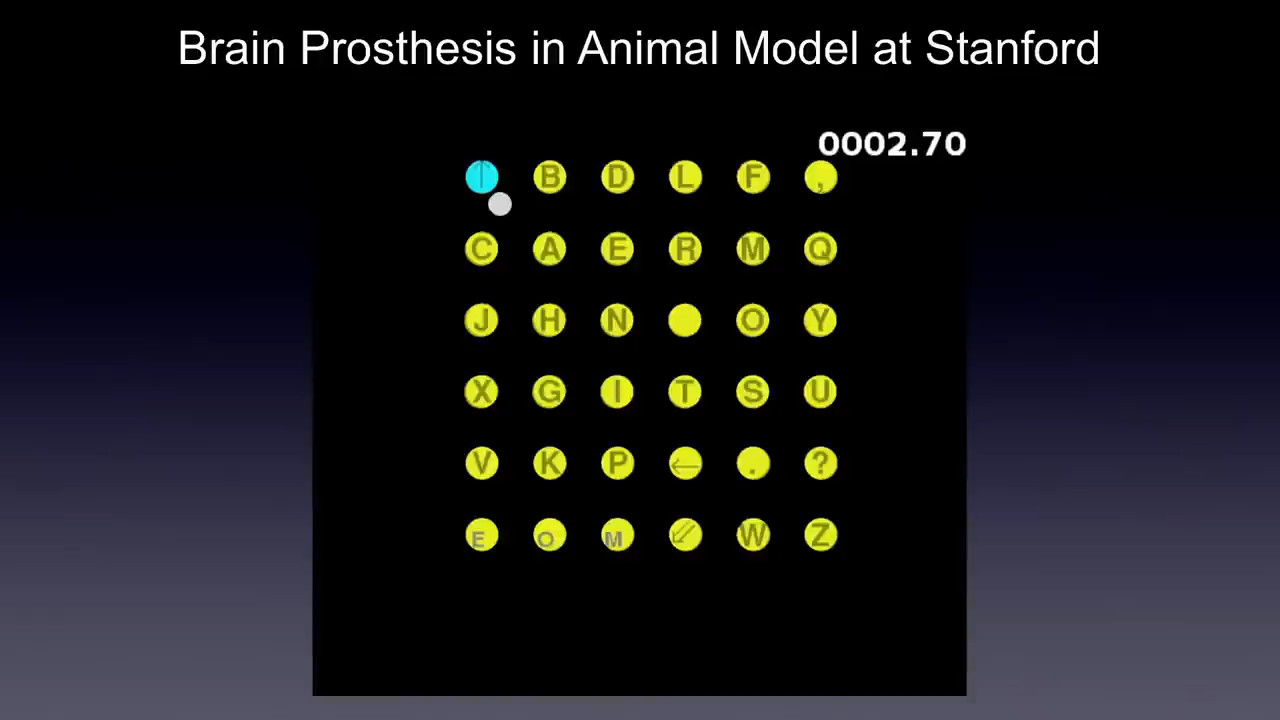 Brain Prosthesis in Animal Model at Stanford
0002.70
↑ B D L F ,
C A E R M Q
J H N O Y
X G I T S U
V K P ← . ?
E O M ⇙ W Z